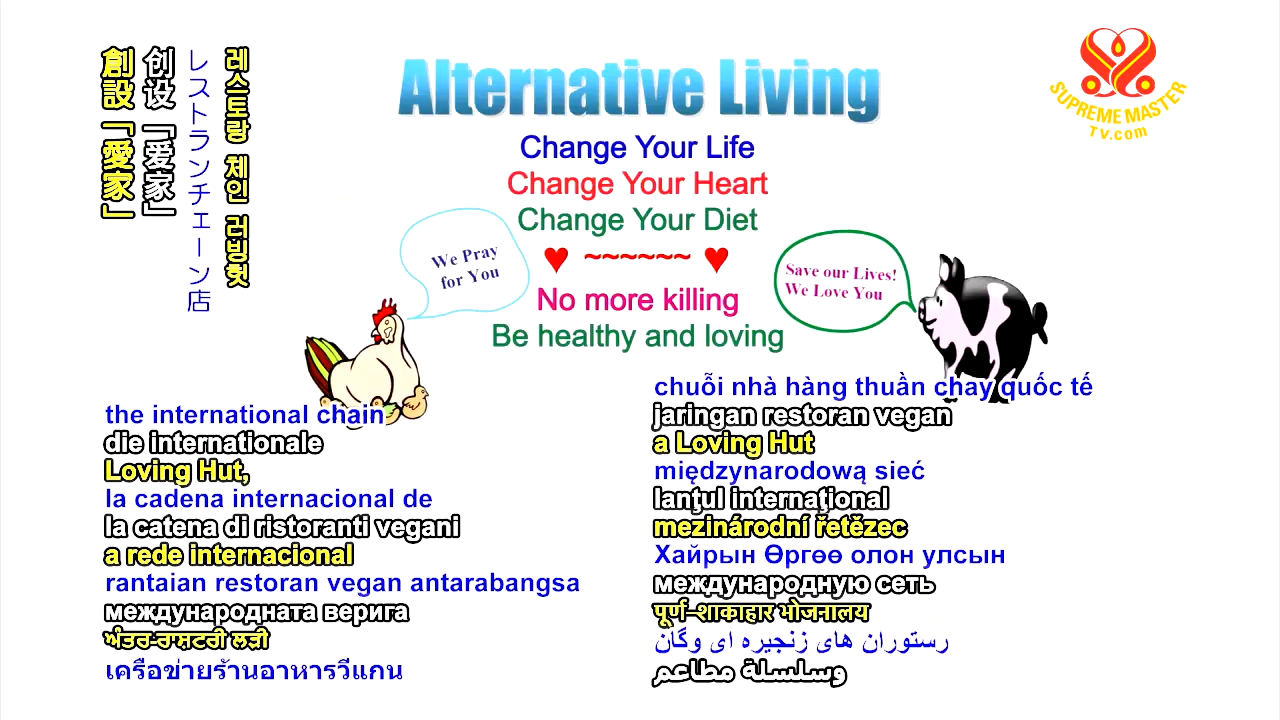 創設「愛家」
创设「爱家」
レストランチェーン店
레스토랑 체인 러빙헛
Alternative Living
Change Your Life
Change Your Heart
Change Your Diet
♥ ~~~~~~ ♥
No more killing
Be healthy and loving
We Pray
for You
Save our Lives!
We Love You
SUPREME MASTER
TV.com
the international chain
die internationale
Loving Hut,
la cadena internacional de
la catena di ristoranti vegani
a rede internacional
rantaian restoran vegan antarabangsa
международната верига
ਅੰਤਰ-ਰਾਸ਼ਟਰੀ ਲੜੀ
เครือข่ายร้านอาหารวีแกน
chuỗi nhà hàng thuần chay quốc tế
jaringan restoran vegan
a Loving Hut
międzynarodową sieć
lanţul internaţional
mezinárodní řetězec
Хайрын Өргөө олон улсын
международную сеть
पूर्ण-शाकाहार भोजनालय
رستوران های زنجیره ای وگان
وسلسلة مطاعم